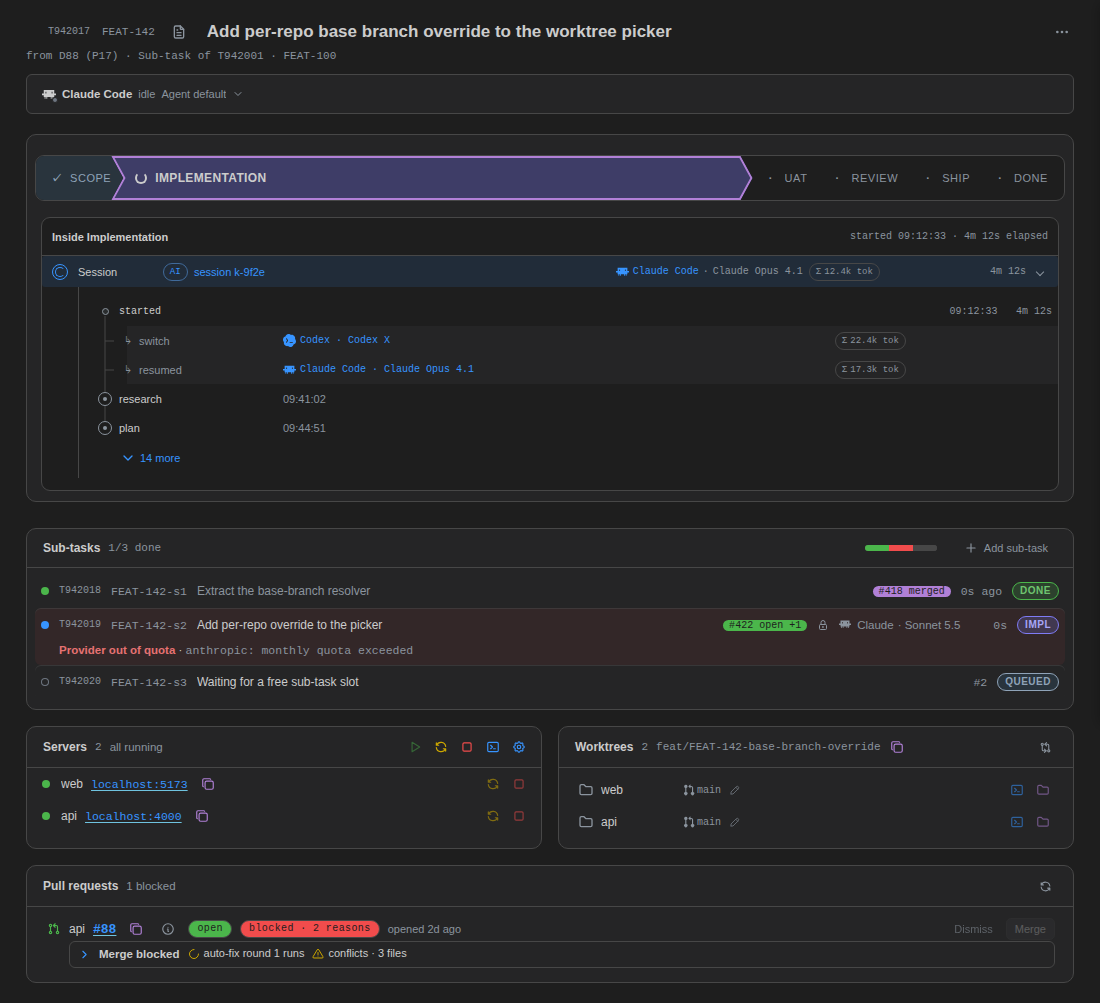 T942017 FEAT-142 Add per-repo base branch override to the worktree picker
from D88 (P17) · Sub-task of T942001 · FEAT-100
Claude Code idle Agent default
SCOPE IMPLEMENTATION · UAT · REVIEW · SHIP · DONE
Inside Implementation started 09:12:33 · 4m 12s elapsed
Session AI session k-9f2e Claude Code · Claude Opus 4.1 Σ 12.4k tok 4m 12s
started 09:12:33 4m 12s
↳ switch Codex · Codex X Σ 22.4k tok
↳ resumed Claude Code · Claude Opus 4.1 Σ 17.3k tok
research 09:41:02
plan 09:44:51
14 more
Sub-tasks 1/3 done + Add sub-task
T942018 FEAT-142-s1 Extract the base-branch resolver #418 merged 0s ago DONE
T942019 FEAT-142-s2 Add per-repo override to the picker #422 open +1 Claude · Sonnet 5.5 0s IMPL
Provider out of quota · anthropic: monthly quota exceeded
T942020 FEAT-142-s3 Waiting for a free sub-task slot #2 QUEUED
Servers 2 all running
web localhost:5173
api localhost:4000
Worktrees 2 feat/FEAT-142-base-branch-override
web main
api main
Pull requests 1 blocked
api #88 open blocked · 2 reasons opened 2d ago Dismiss Merge
Merge blocked auto-fix round 1 runs conflicts · 3 files